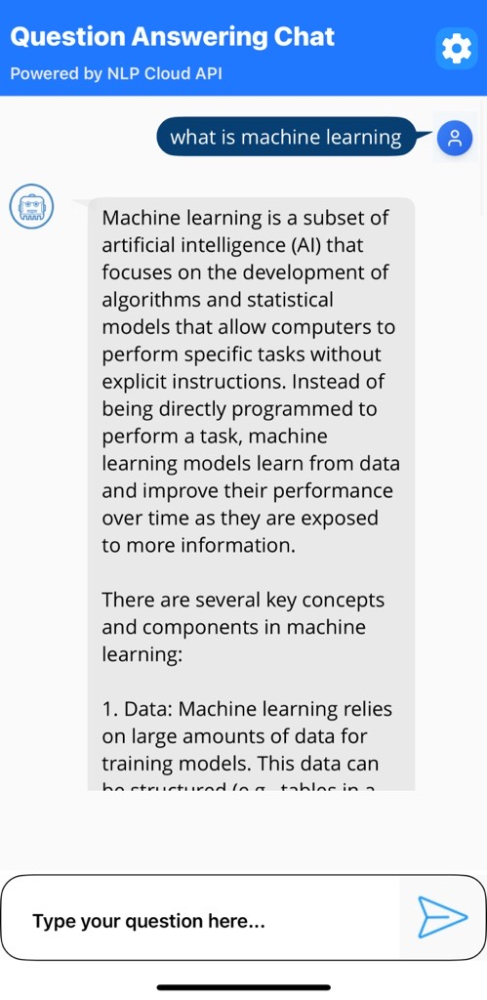 Question Answering Chat
Powered by NLP Cloud API
what is machine learning
Machine learning is a subset of
artificial intelligence (AI) that
focuses on the development of
algorithms and statistical
models that allow computers to
perform specific tasks without
explicit instructions. Instead of
being directly programmed to
perform a task, machine
learning models learn from data
and improve their performance
over time as they are exposed
to more information.
There are several key concepts
and components in machine
learning:
1. Data: Machine learning relies
on large amounts of data for
training models. This data can
be structured (e.g., tables in a
Type your question here...